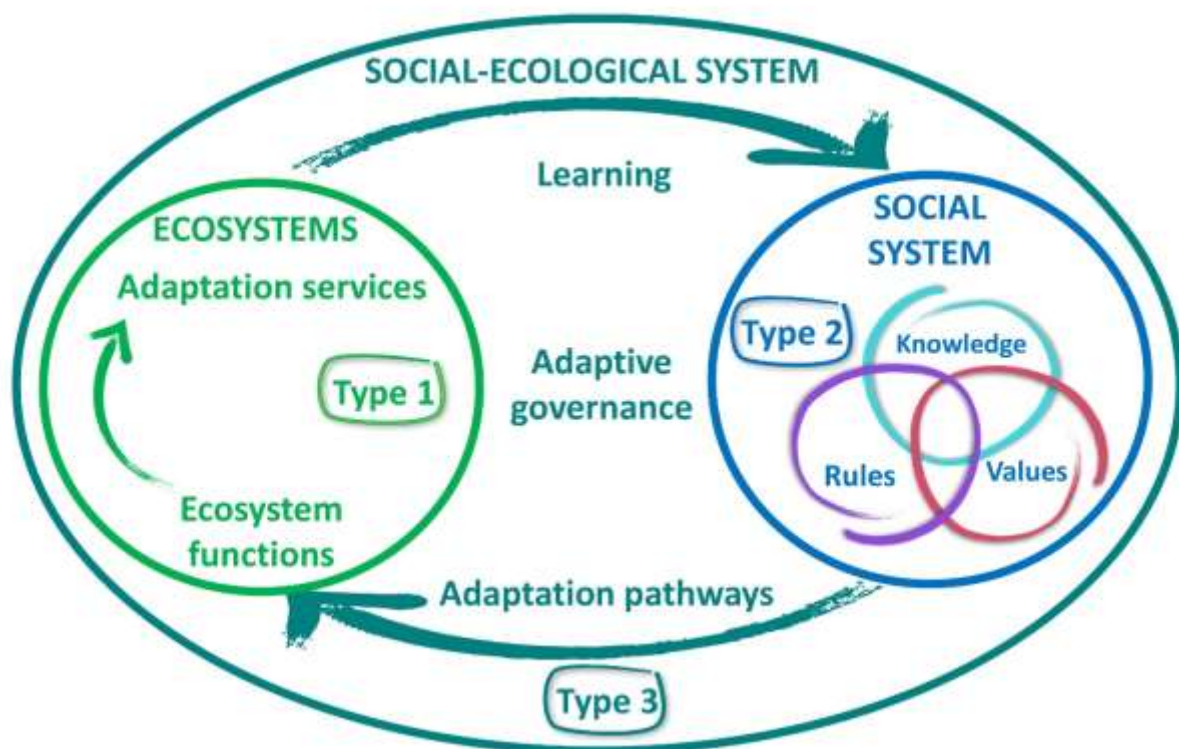 SOCIAL-ECOLOGICAL SYSTEM
Learning
ECOSYSTEMS
Adaptation services
Type 1
Ecosystem
functions
Adaptive
governance
SOCIAL
SYSTEM
Type 2
Knowledge
Rules
Values
Adaptation pathways
Type 3